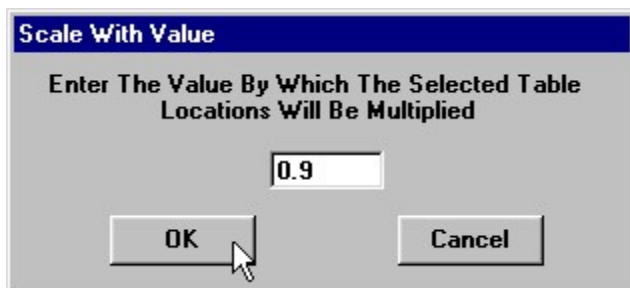 Scale With Value
Enter The Value By Which The Selected Table
Locations Will Be Multiplied
0.9
OK
Cancel